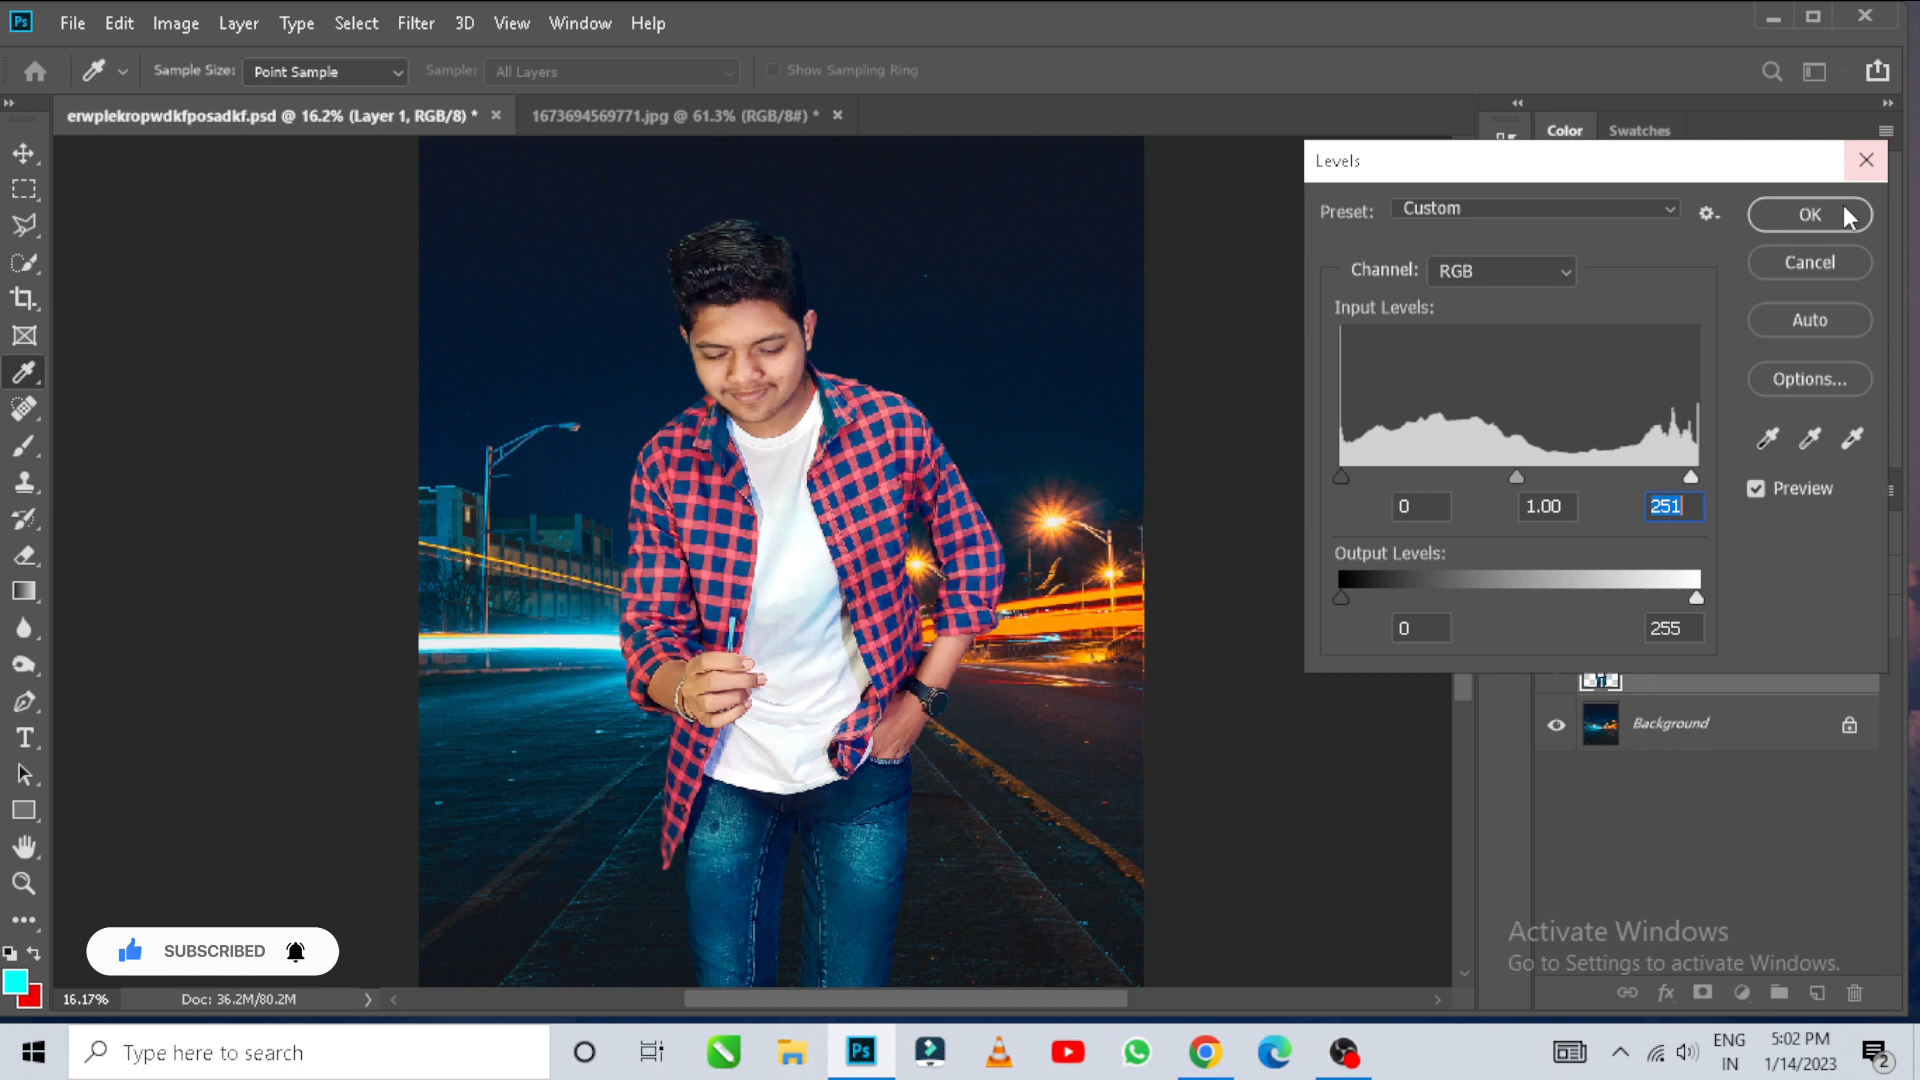 Ps File Edit Image Layer Type Select Filter 3D View Window Help
Sample Size: Point Sample Sample: All Layers Show Sampling Ring
erwplekropwdkfposadkf.psd @ 16.2% (Layer 1, RGB/8) * × 1673694569771.jpg @ 61.3% (RGB/8#) * ×
Color Swatches
Levels
Preset: Custom
OK
Channel: RGB
Cancel
Input Levels:
Auto
Options...
Preview
0 1.00 251
Output Levels:
0 255
Background
Activate Windows
Go to Settings to activate Windows.
SUBSCRIBED
16.17% Doc: 36.2M/80.2M
fx
Type here to search
Ps
ENG
IN
5:02 PM
1/14/2023
2